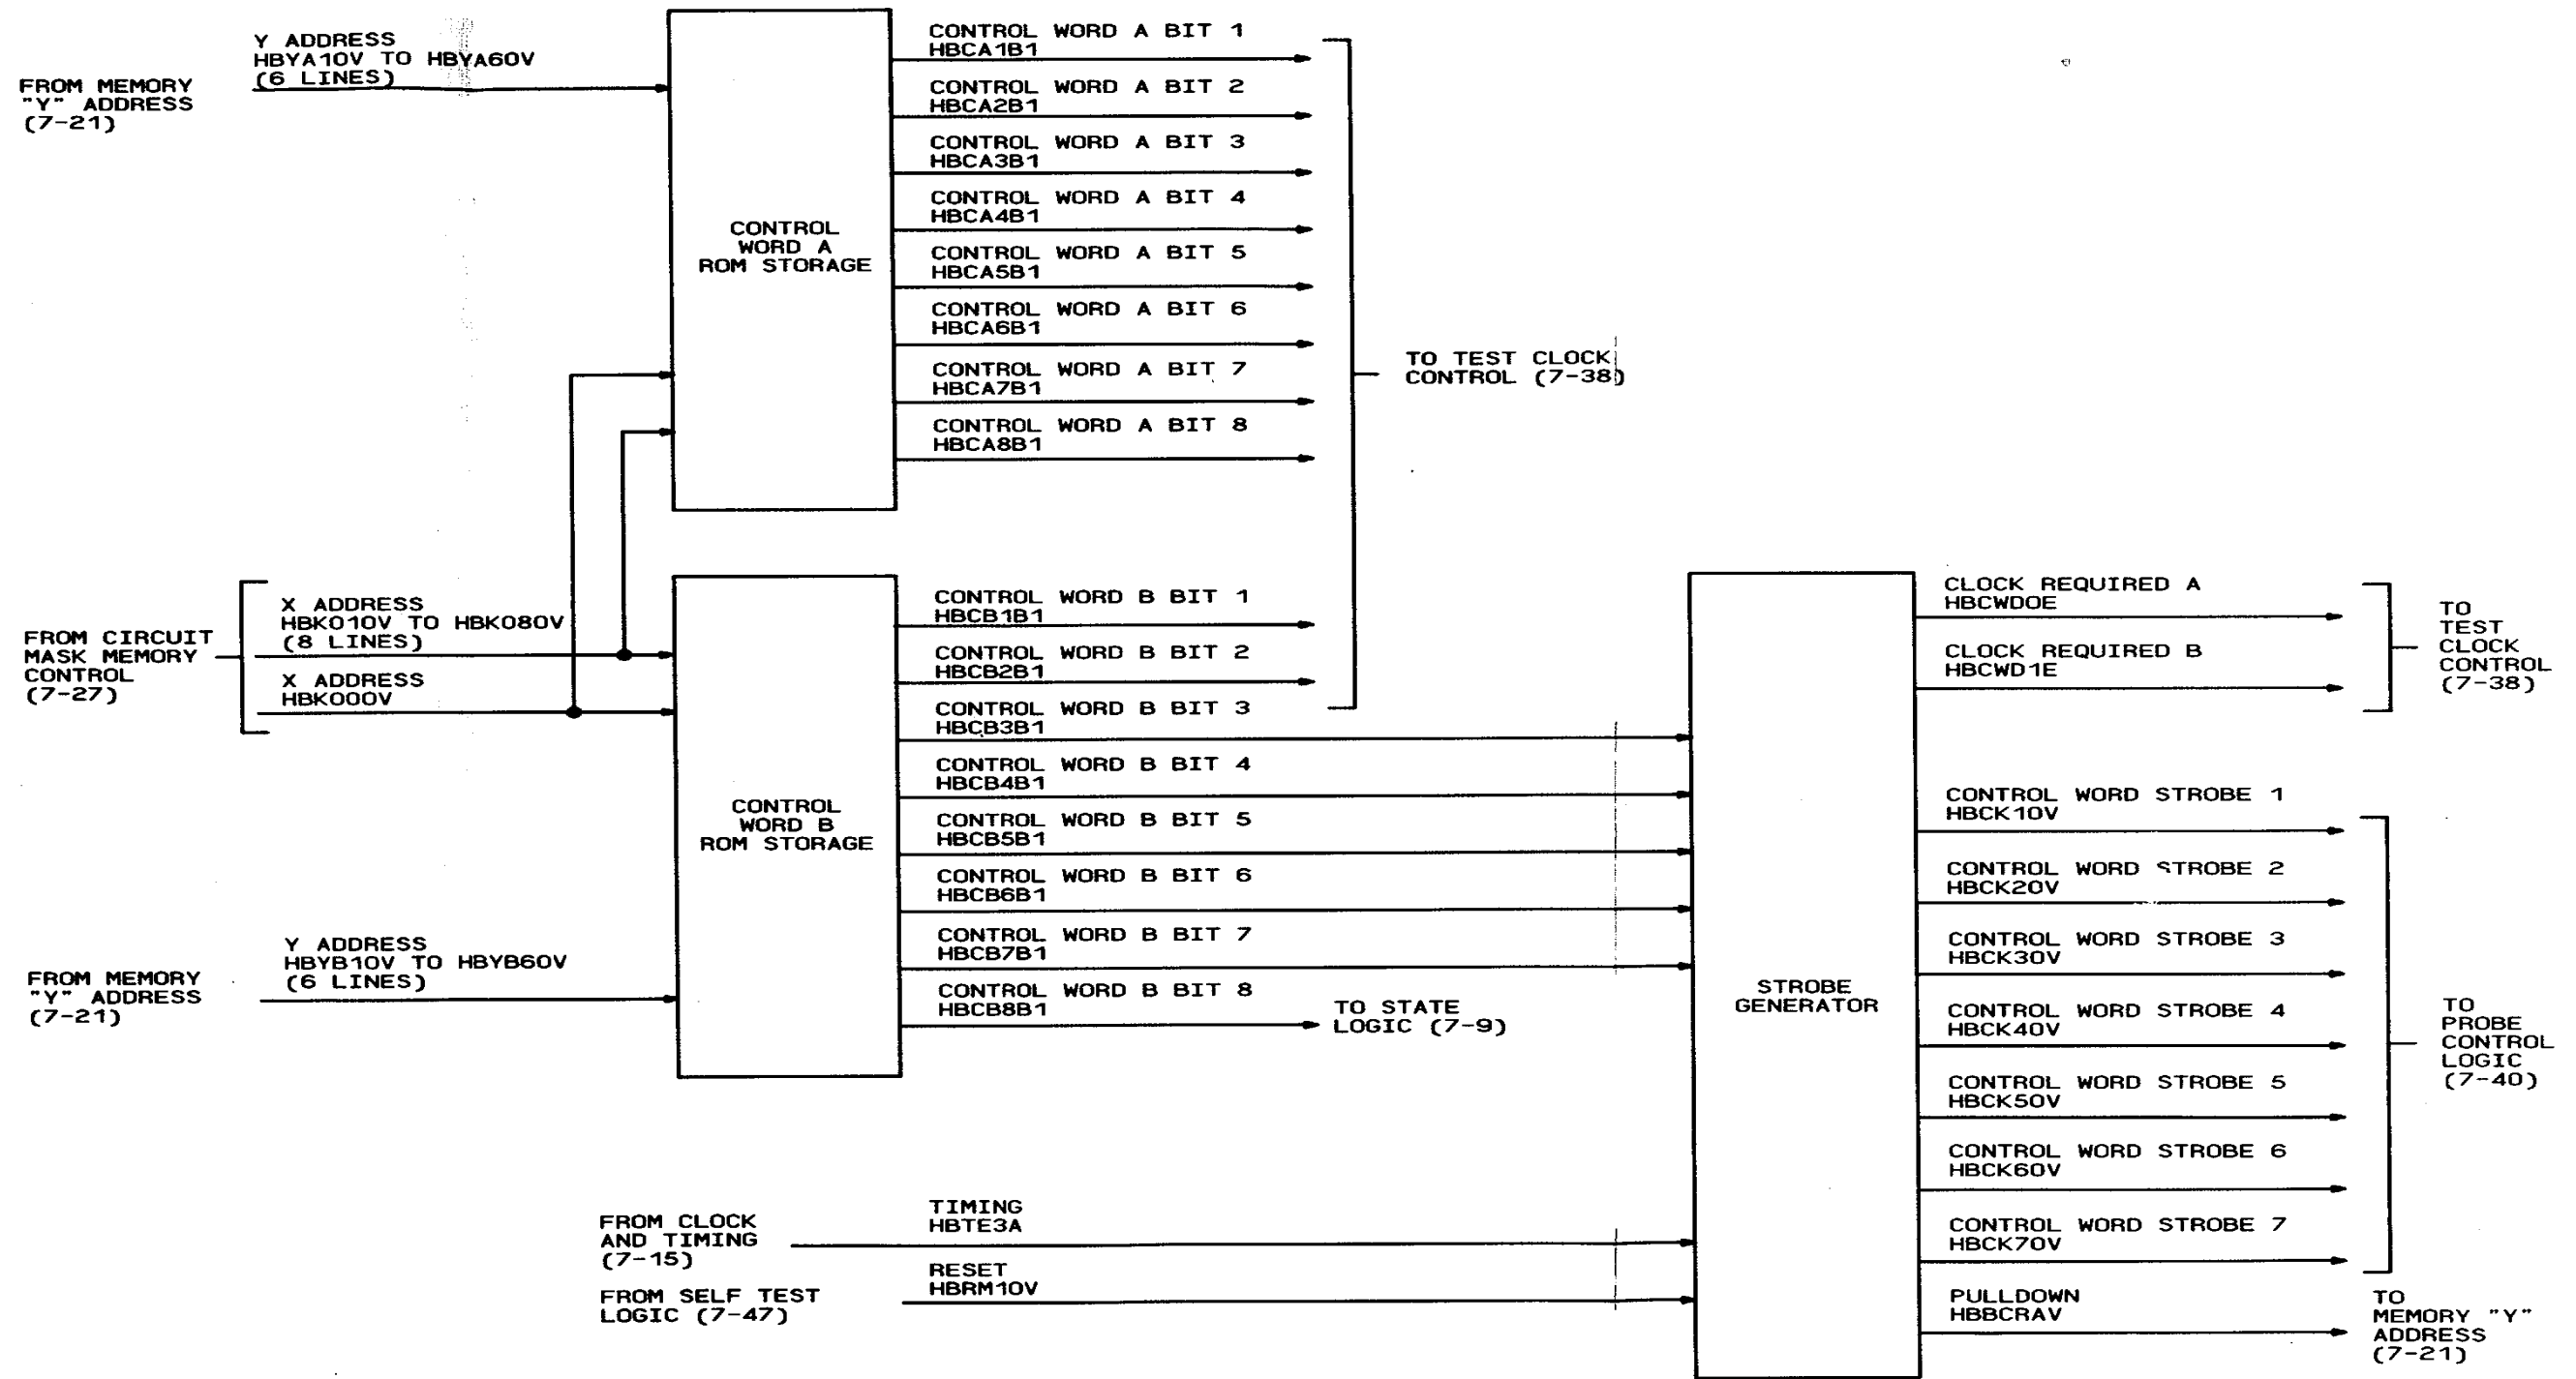 Y ADDRESS
HBYA10V TO HBYA60V
(6 LINES)
FROM MEMORY
"Y" ADDRESS
(7-21)
CONTROL
WORD A
ROM STORAGE
CONTROL WORD A BIT 1
HBCA1B1
CONTROL WORD A BIT 2
HBCA2B1
CONTROL WORD A BIT 3
HBCA3B1
CONTROL WORD A BIT 4
HBCA4B1
CONTROL WORD A BIT 5
HBCA5B1
CONTROL WORD A BIT 6
HBCA6B1
CONTROL WORD A BIT 7
HBCA7B1
CONTROL WORD A BIT 8
HBCA8B1
TO TEST CLOCK
CONTROL (7-38)
FROM CIRCUIT
MASK MEMORY
CONTROL
(7-27)
X ADDRESS
HBK010V TO HBK080V
(8 LINES)
X ADDRESS
HBK000V
FROM MEMORY
"Y" ADDRESS
(7-21)
Y ADDRESS
HBYB10V TO HBYB60V
(6 LINES)
CONTROL
WORD B
ROM STORAGE
CONTROL WORD B BIT 1
HBCB1B1
CONTROL WORD B BIT 2
HBCB2B1
CONTROL WORD B BIT 3
HBCB3B1
CONTROL WORD B BIT 4
HBCB4B1
CONTROL WORD B BIT 5
HBCB5B1
CONTROL WORD B BIT 6
HBCB6B1
CONTROL WORD B BIT 7
HBCB7B1
CONTROL WORD B BIT 8
HBCB8B1
TO STATE
LOGIC (7-9)
FROM CLOCK
AND TIMING
(7-15)
TIMING
HBTE3A
FROM SELF TEST
LOGIC (7-47)
RESET
HBRM10V
STROBE
GENERATOR
CLOCK REQUIRED A
HBCWD0E
CLOCK REQUIRED B
HBCWD1E
TO
TEST
CLOCK
CONTROL
(7-38)
CONTROL WORD STROBE 1
HBCK10V
CONTROL WORD STROBE 2
HBCK20V
CONTROL WORD STROBE 3
HBCK30V
CONTROL WORD STROBE 4
HBCK40V
CONTROL WORD STROBE 5
HBCK50V
CONTROL WORD STROBE 6
HBCK60V
CONTROL WORD STROBE 7
HBCK70V
TO
PROBE
CONTROL
LOGIC
(7-40)
PULLDOWN
HBBCRAV
TO
MEMORY "Y"
ADDRESS
(7-21)